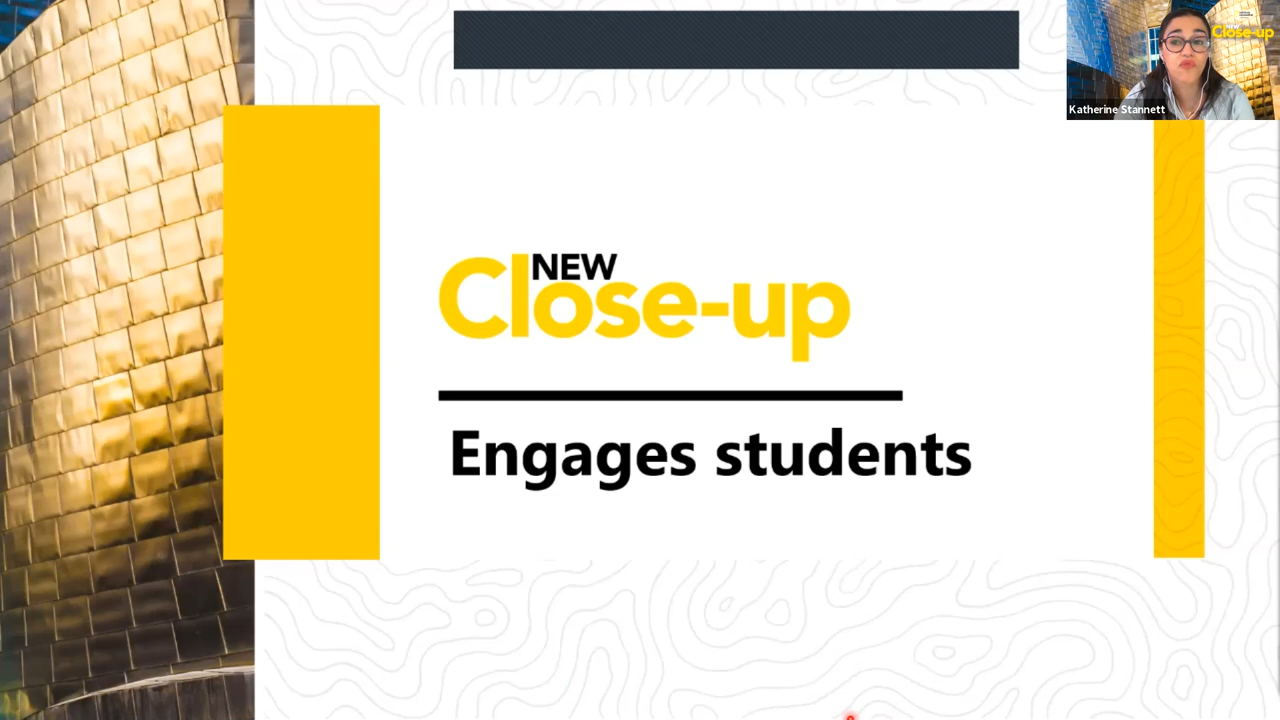 NEW
Close-up
Engages students
Close-up
Katherine Stannett